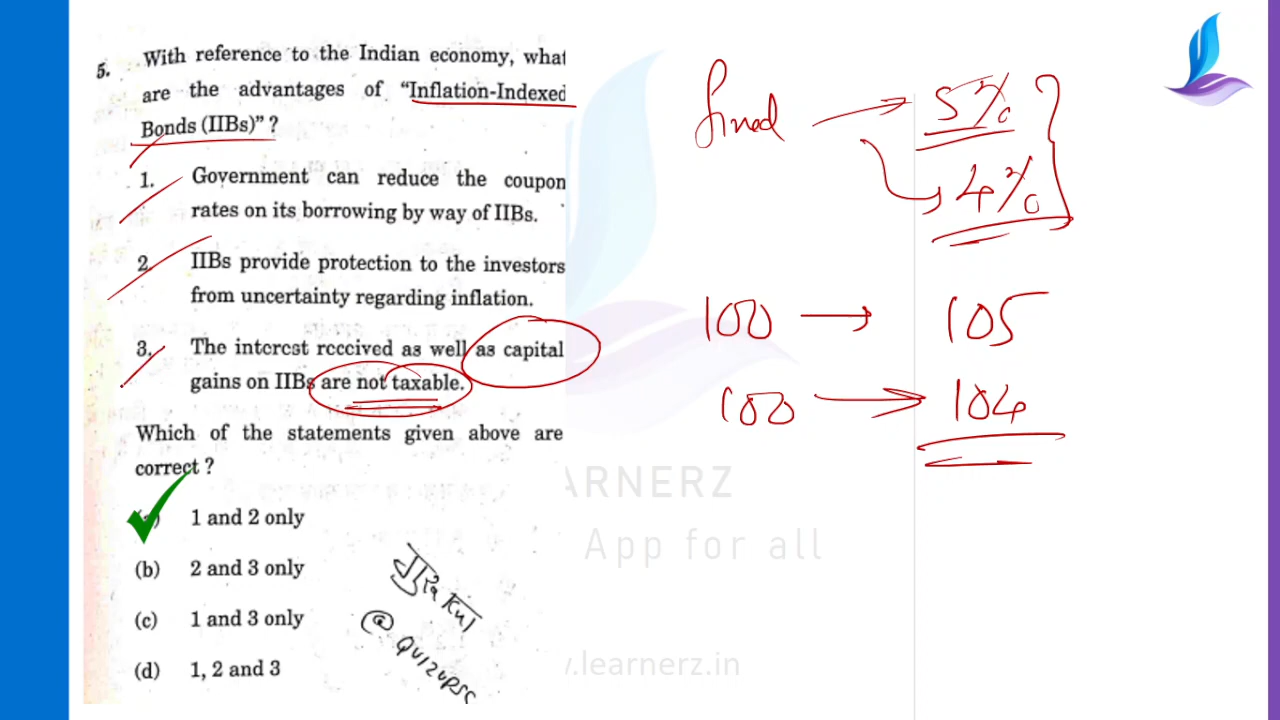 5. With reference to the Indian economy, what
are the advantages of “Inflation-Indexed
Bonds (IIBs)” ?
1. Government can reduce the coupon
rates on its borrowing by way of IIBs.
2. IIBs provide protection to the investors
from uncertainty regarding inflation.
3. The interest received as well as capital
gains on IIBs are not taxable.
Which of the statements given above are
correct ?
1 and 2 only
(b) 2 and 3 only
(c) 1 and 3 only
(d) 1, 2 and 3
@ QUIZUPSC
5%
4%
100 → 105
100 → 104
ARNERZ
App for all
.learnerz.in